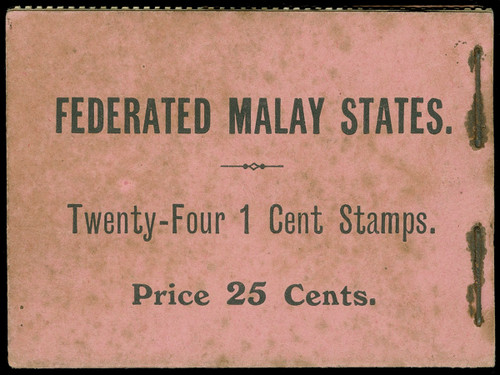 FEDERATED MALAY STATES.
Twenty-Four 1 Cent Stamps.
Price 25 Cents.